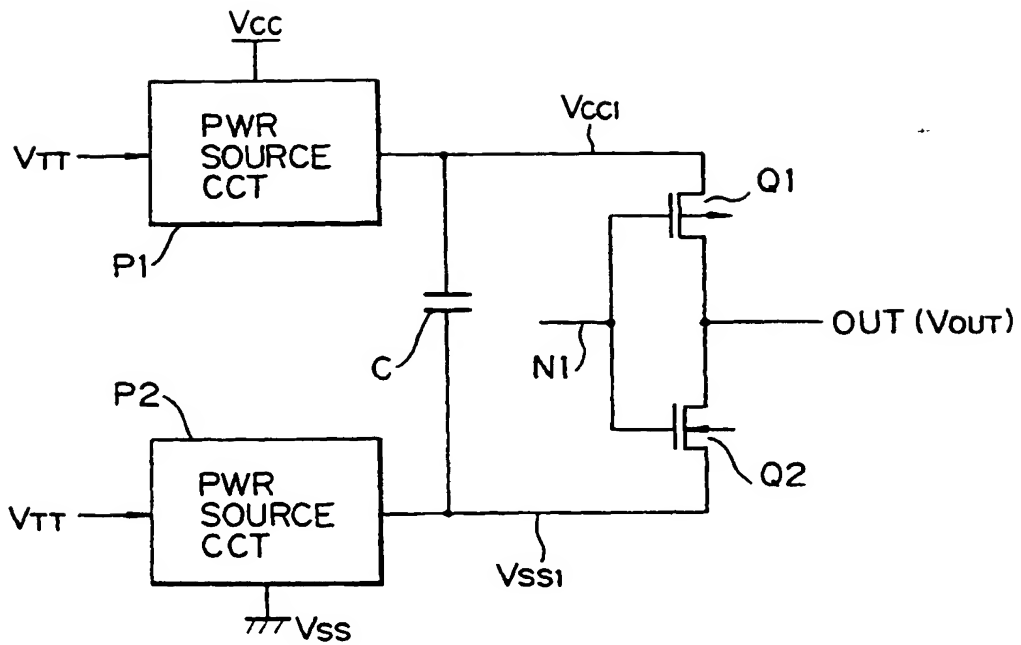 VCC
PWR
SOURCE
CCT
VTT
P1
VCC1
Q1
C
N1
OUT (VOUT)
P2
PWR
SOURCE
CCT
VTT
Q2
VSS1
VSS